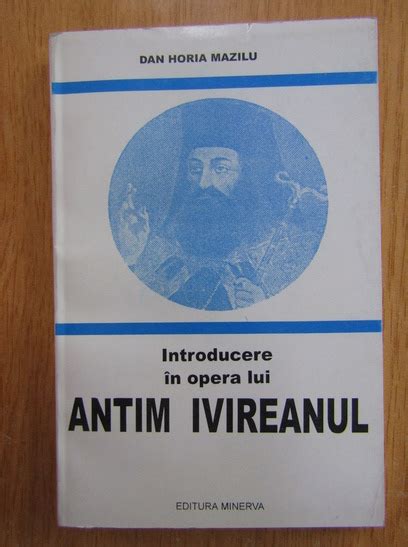 DAN HORIA MAZILU
Introducere
în opera lui
ANTIM IVIREANUL
EDITURA MINERVA